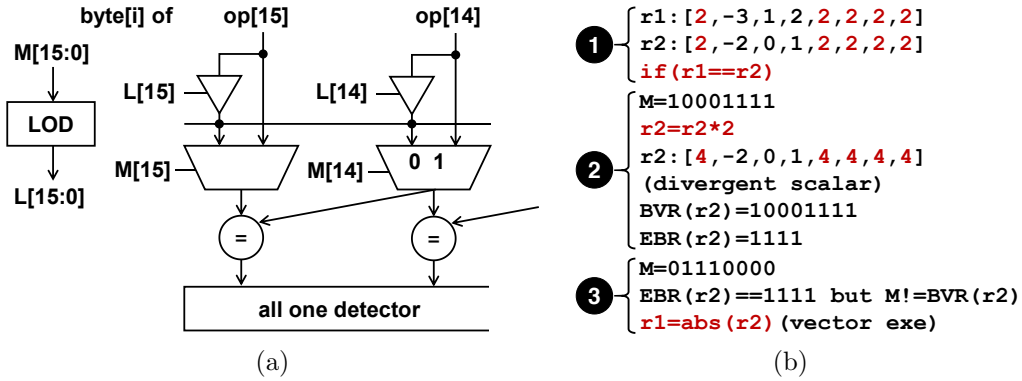 byte[i] of op[15] op[14]
M[15:0]
LOD
L[15:0]
L[15] L[14]
0 1
M[15] M[14]
= =
all one detector
(a)
1
r1:[2,-3,1,2,2,2,2,2]
r2:[2,-2,0,1,2,2,2,2]
if(r1==r2)
2
M=10001111
r2=r2*2
r2:[4,-2,0,1,4,4,4,4]
(divergent scalar)
BVR(r2)=10001111
EBR(r2)=1111
3
M=01110000
EBR(r2)==1111 but M!=BVR(r2)
r1=abs(r2)(vector exe)
(b)